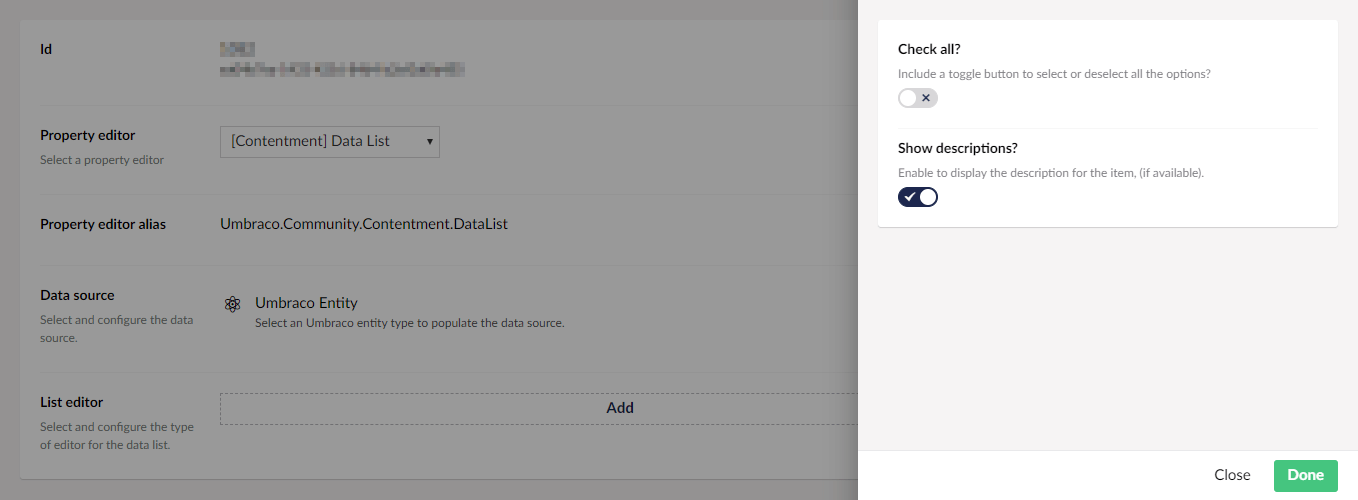 Id
Property editor
Select a property editor
[Contentment] Data List
Property editor alias
Umbraco.Community.Contentment.DataList
Data source
Select and configure the data
source.
Umbraco Entity
Select an Umbraco entity type to populate the data source.
List editor
Select and configure the type
of editor for the data list.
Add
Check all?
Include a toggle button to select or deselect all the options?
Show descriptions?
Enable to display the description for the item, (if available).
Close
Done